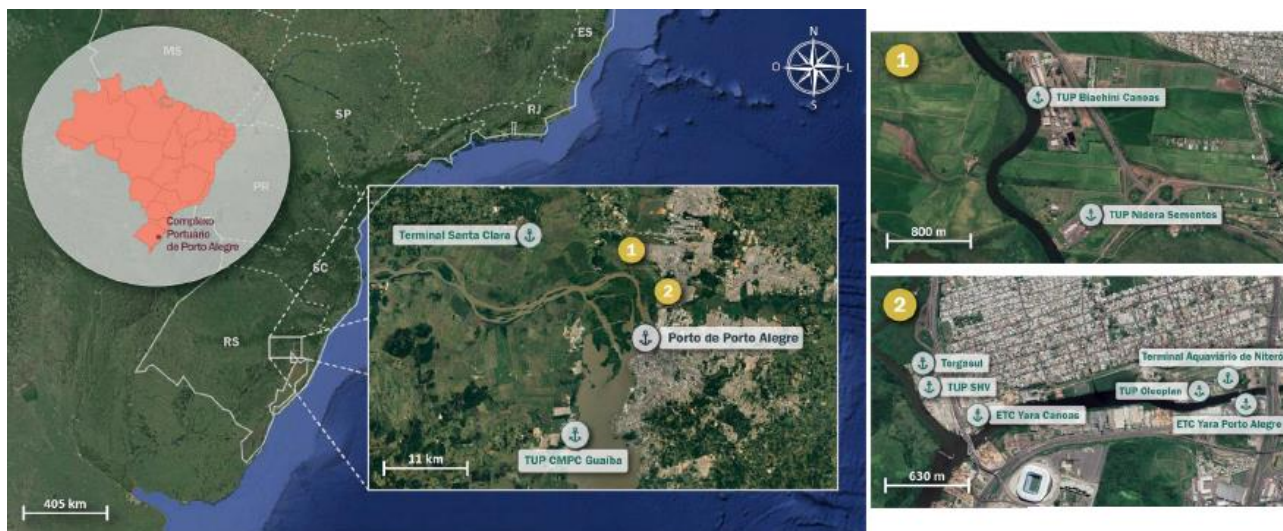 MS
ES
SP
RJ
PR
SC
RS
N
O
L
S
Complexo
Portuário
de Porto Alegre
Terminal Santa Clara
1
2
Porto de Porto Alegre
TUP CMPC Guaíba
11 km
405 km
1
TUP Bianchini Canoas
TUP Nidera Sementes
800 m
2
Tergasul
TUP SHV
ETC Yara Canoas
Terminal Aquaviário de Niteró
TUP Oleoplan
ETC Yara Porto Alegre
630 m